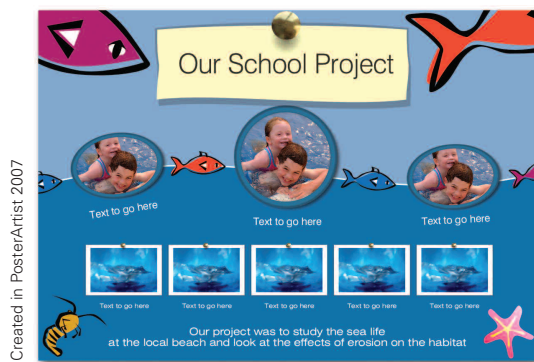 Our School Project
Text to go here
Text to go here
Text to go here
Text to go here
Text to go here
Text to go here
Text to go here
Text to go here
Our project was to study the sea life
at the local beach and look at the effects of erosion on the habitat
Created in PosterArtist 2007